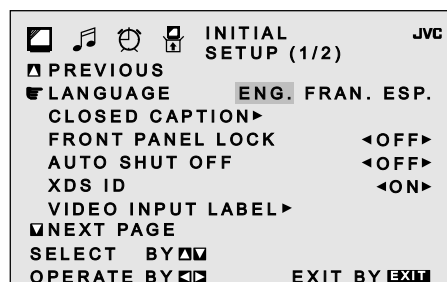 INITIAL JVC
SETUP (1/2)
PREVIOUS
LANGUAGE ENG. FRAN. ESP.
CLOSED CAPTION►
FRONT PANEL LOCK ◄OFF►
AUTO SHUT OFF ◄OFF►
XDS ID ◄ON►
VIDEO INPUT LABEL►
NEXT PAGE
SELECT BY
OPERATE BY EXIT BY EXIT